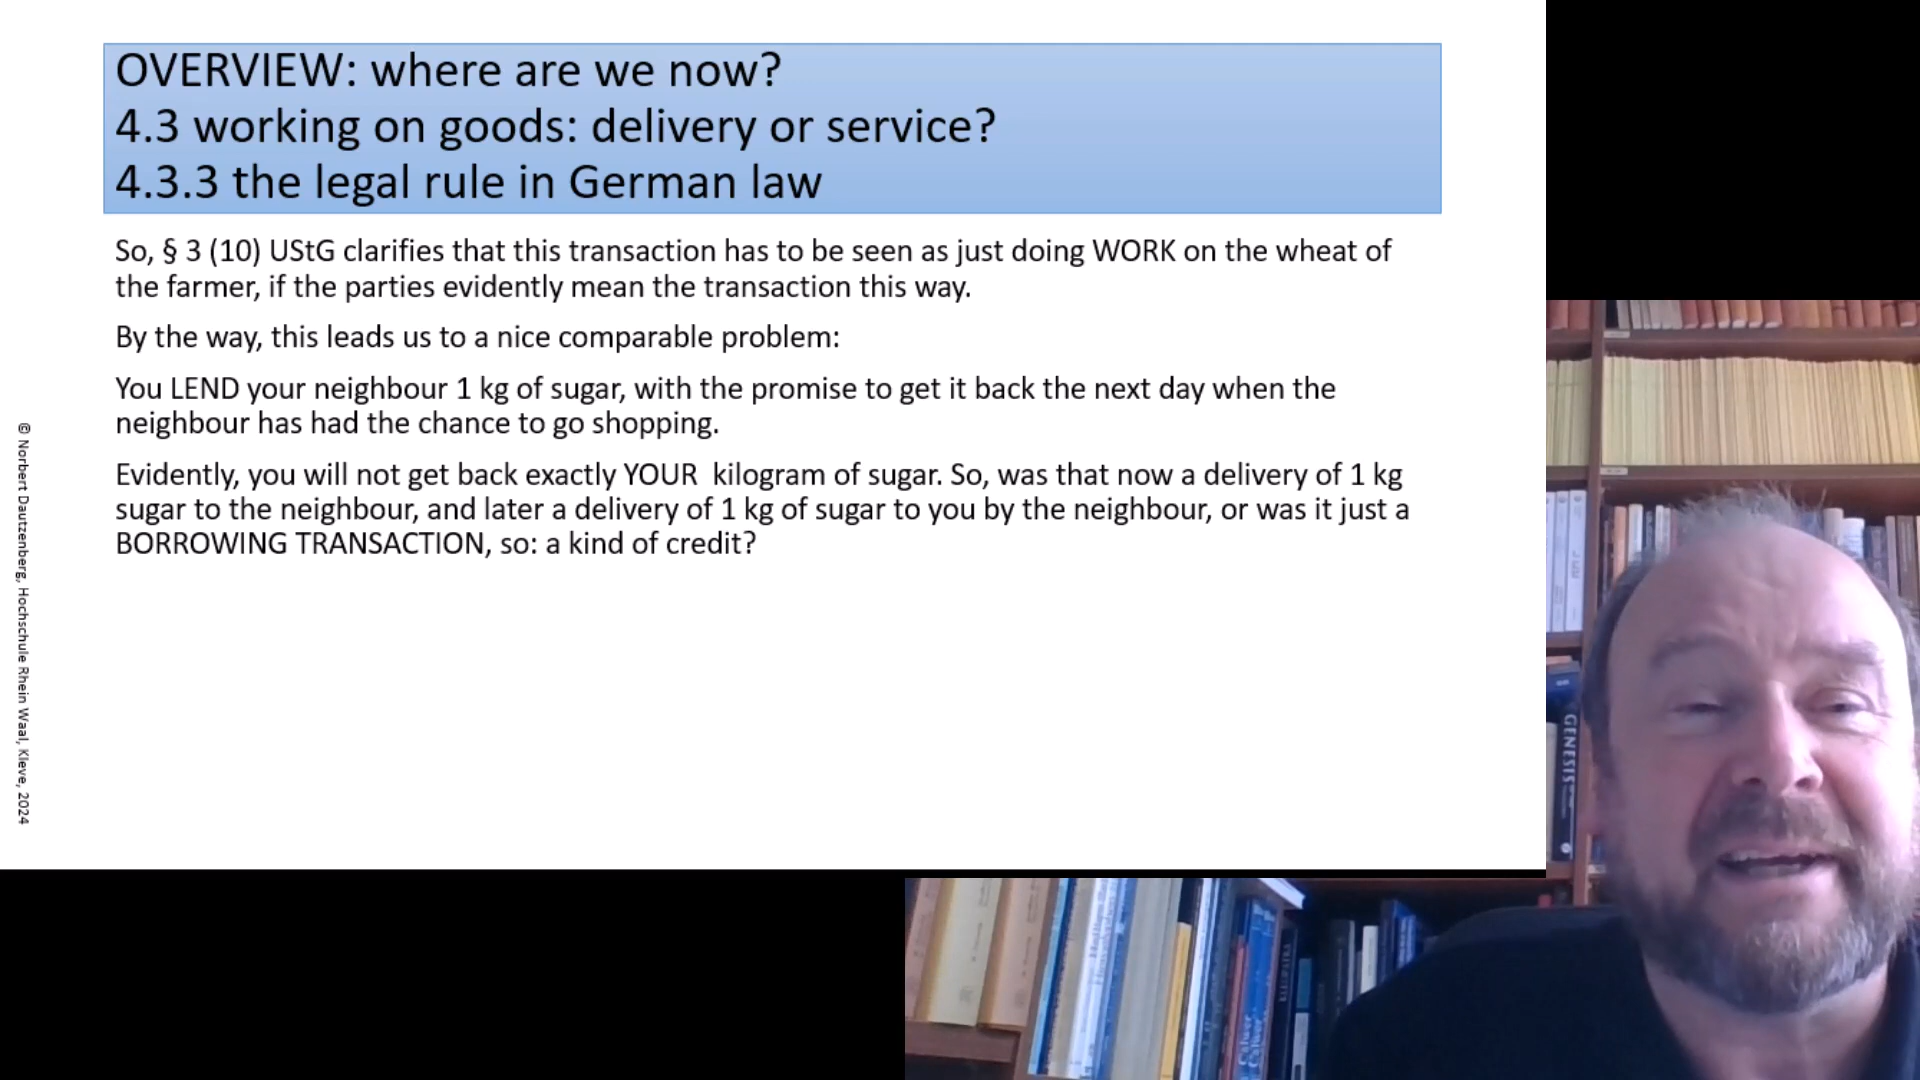 OVERVIEW: where are we now?
4.3 working on goods: delivery or service?
4.3.3 the legal rule in German law
So, § 3 (10) UStG clarifies that this transaction has to be seen as just doing WORK on the wheat of
the farmer, if the parties evidently mean the transaction this way.
By the way, this leads us to a nice comparable problem:
You LEND your neighbour 1 kg of sugar, with the promise to get it back the next day when the
neighbour has had the chance to go shopping.
Evidently, you will not get back exactly YOUR  kilogram of sugar. So, was that now a delivery of 1 kg
sugar to the neighbour, and later a delivery of 1 kg of sugar to you by the neighbour, or was it just a
BORROWING TRANSACTION, so: a kind of credit?
© Norbert Dautzenberg, Hochschule Rhein Waal, Kleve, 2024
GENESIS